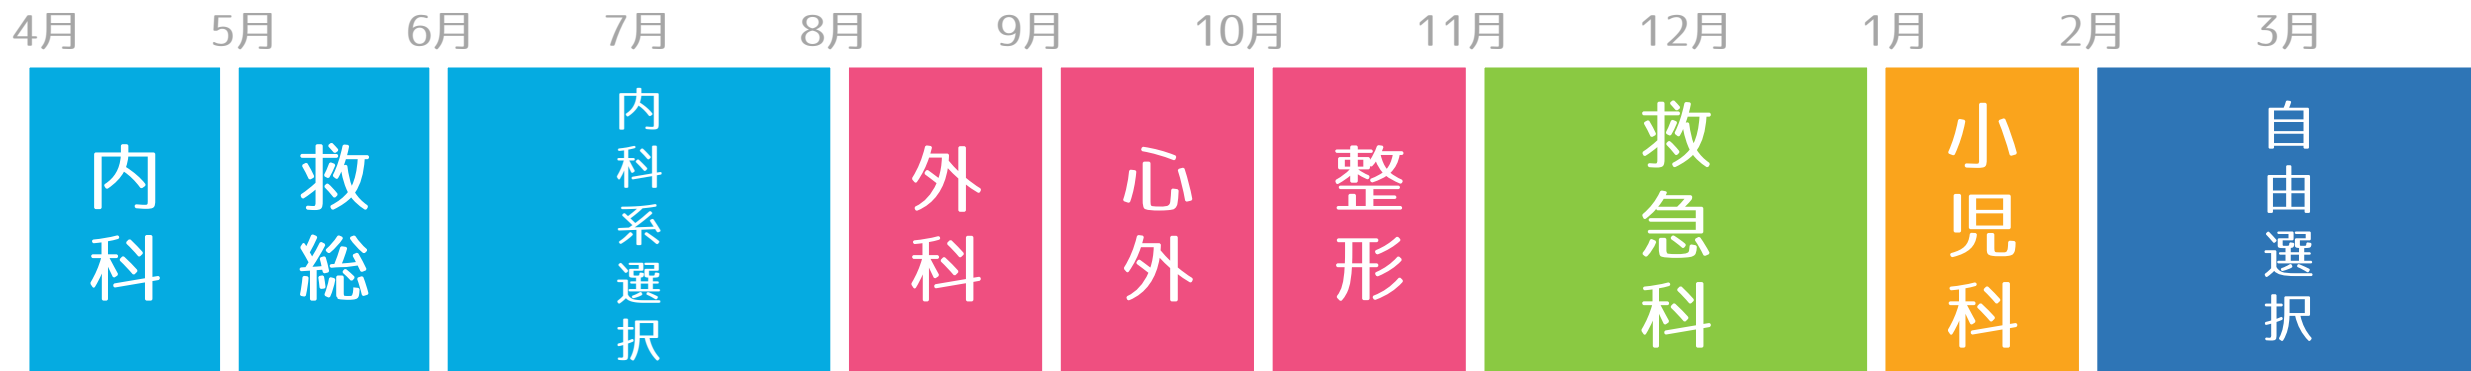 4月 5月 6月 7月 8月 9月 10月 11月 12月 1月 2月 3月
内科
救総
内科系選択
外科
心外
整形
救急科
小児科
自由選択